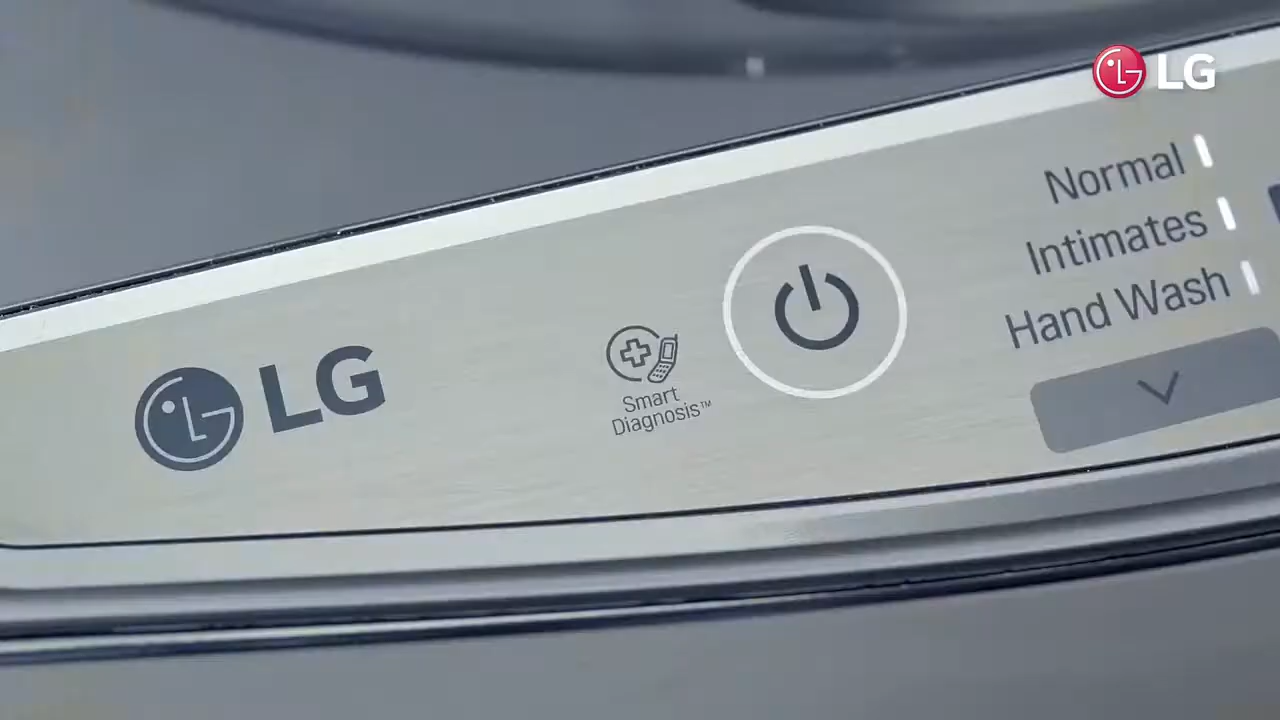 LG
Normal
Intimates
Hand Wash
Smart
Diagnosis™
LG